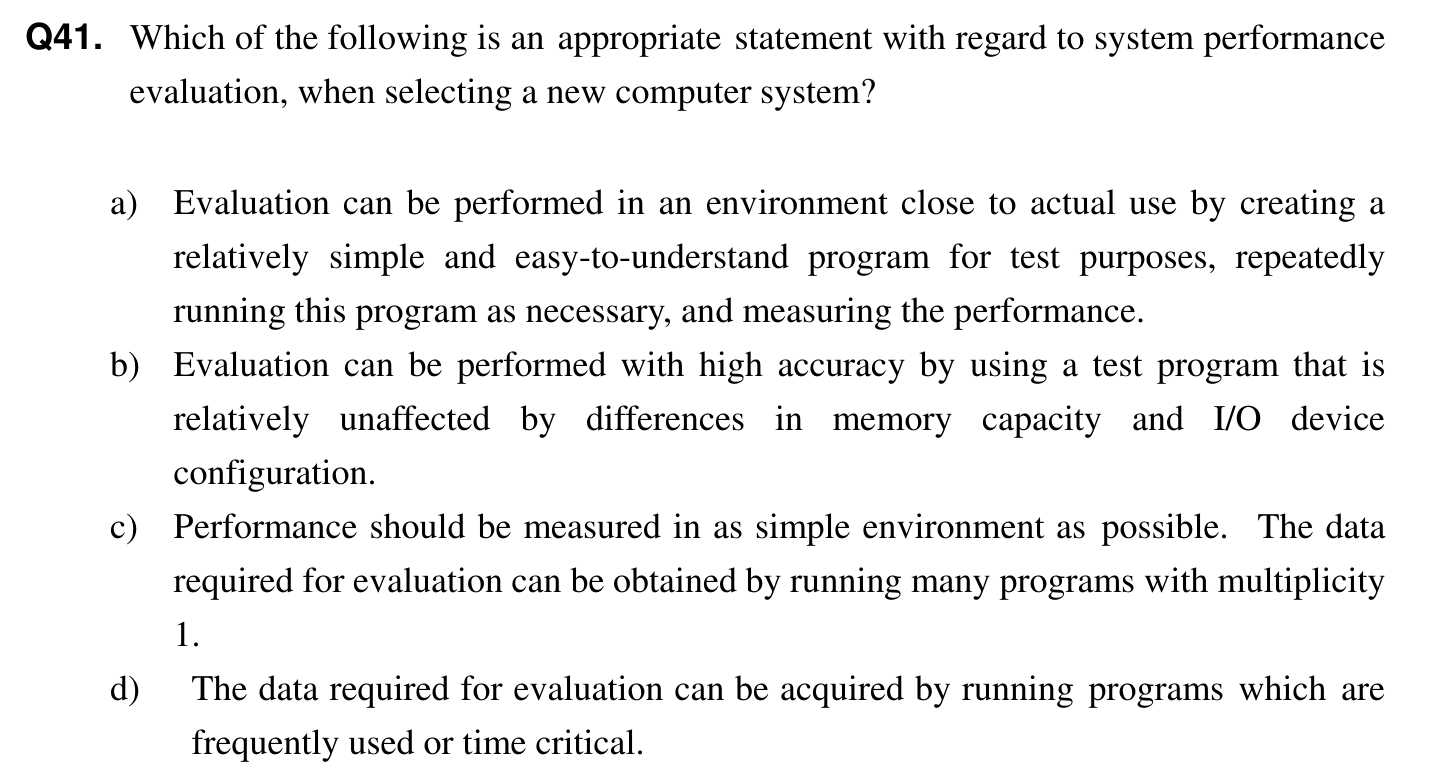 Q41. Which of the following is an appropriate statement with regard to system performance
evaluation, when selecting a new computer system?
a) Evaluation can be performed in an environment close to actual use by creating a
relatively simple and easy-to-understand program for test purposes, repeatedly
running this program as necessary, and measuring the performance.
b) Evaluation can be performed with high accuracy by using a test program that is
relatively unaffected by differences in memory capacity and I/O device
configuration.
c) Performance should be measured in as simple environment as possible. The data
required for evaluation can be obtained by running many programs with multiplicity
1.
d) The data required for evaluation can be acquired by running programs which are
frequently used or time critical.